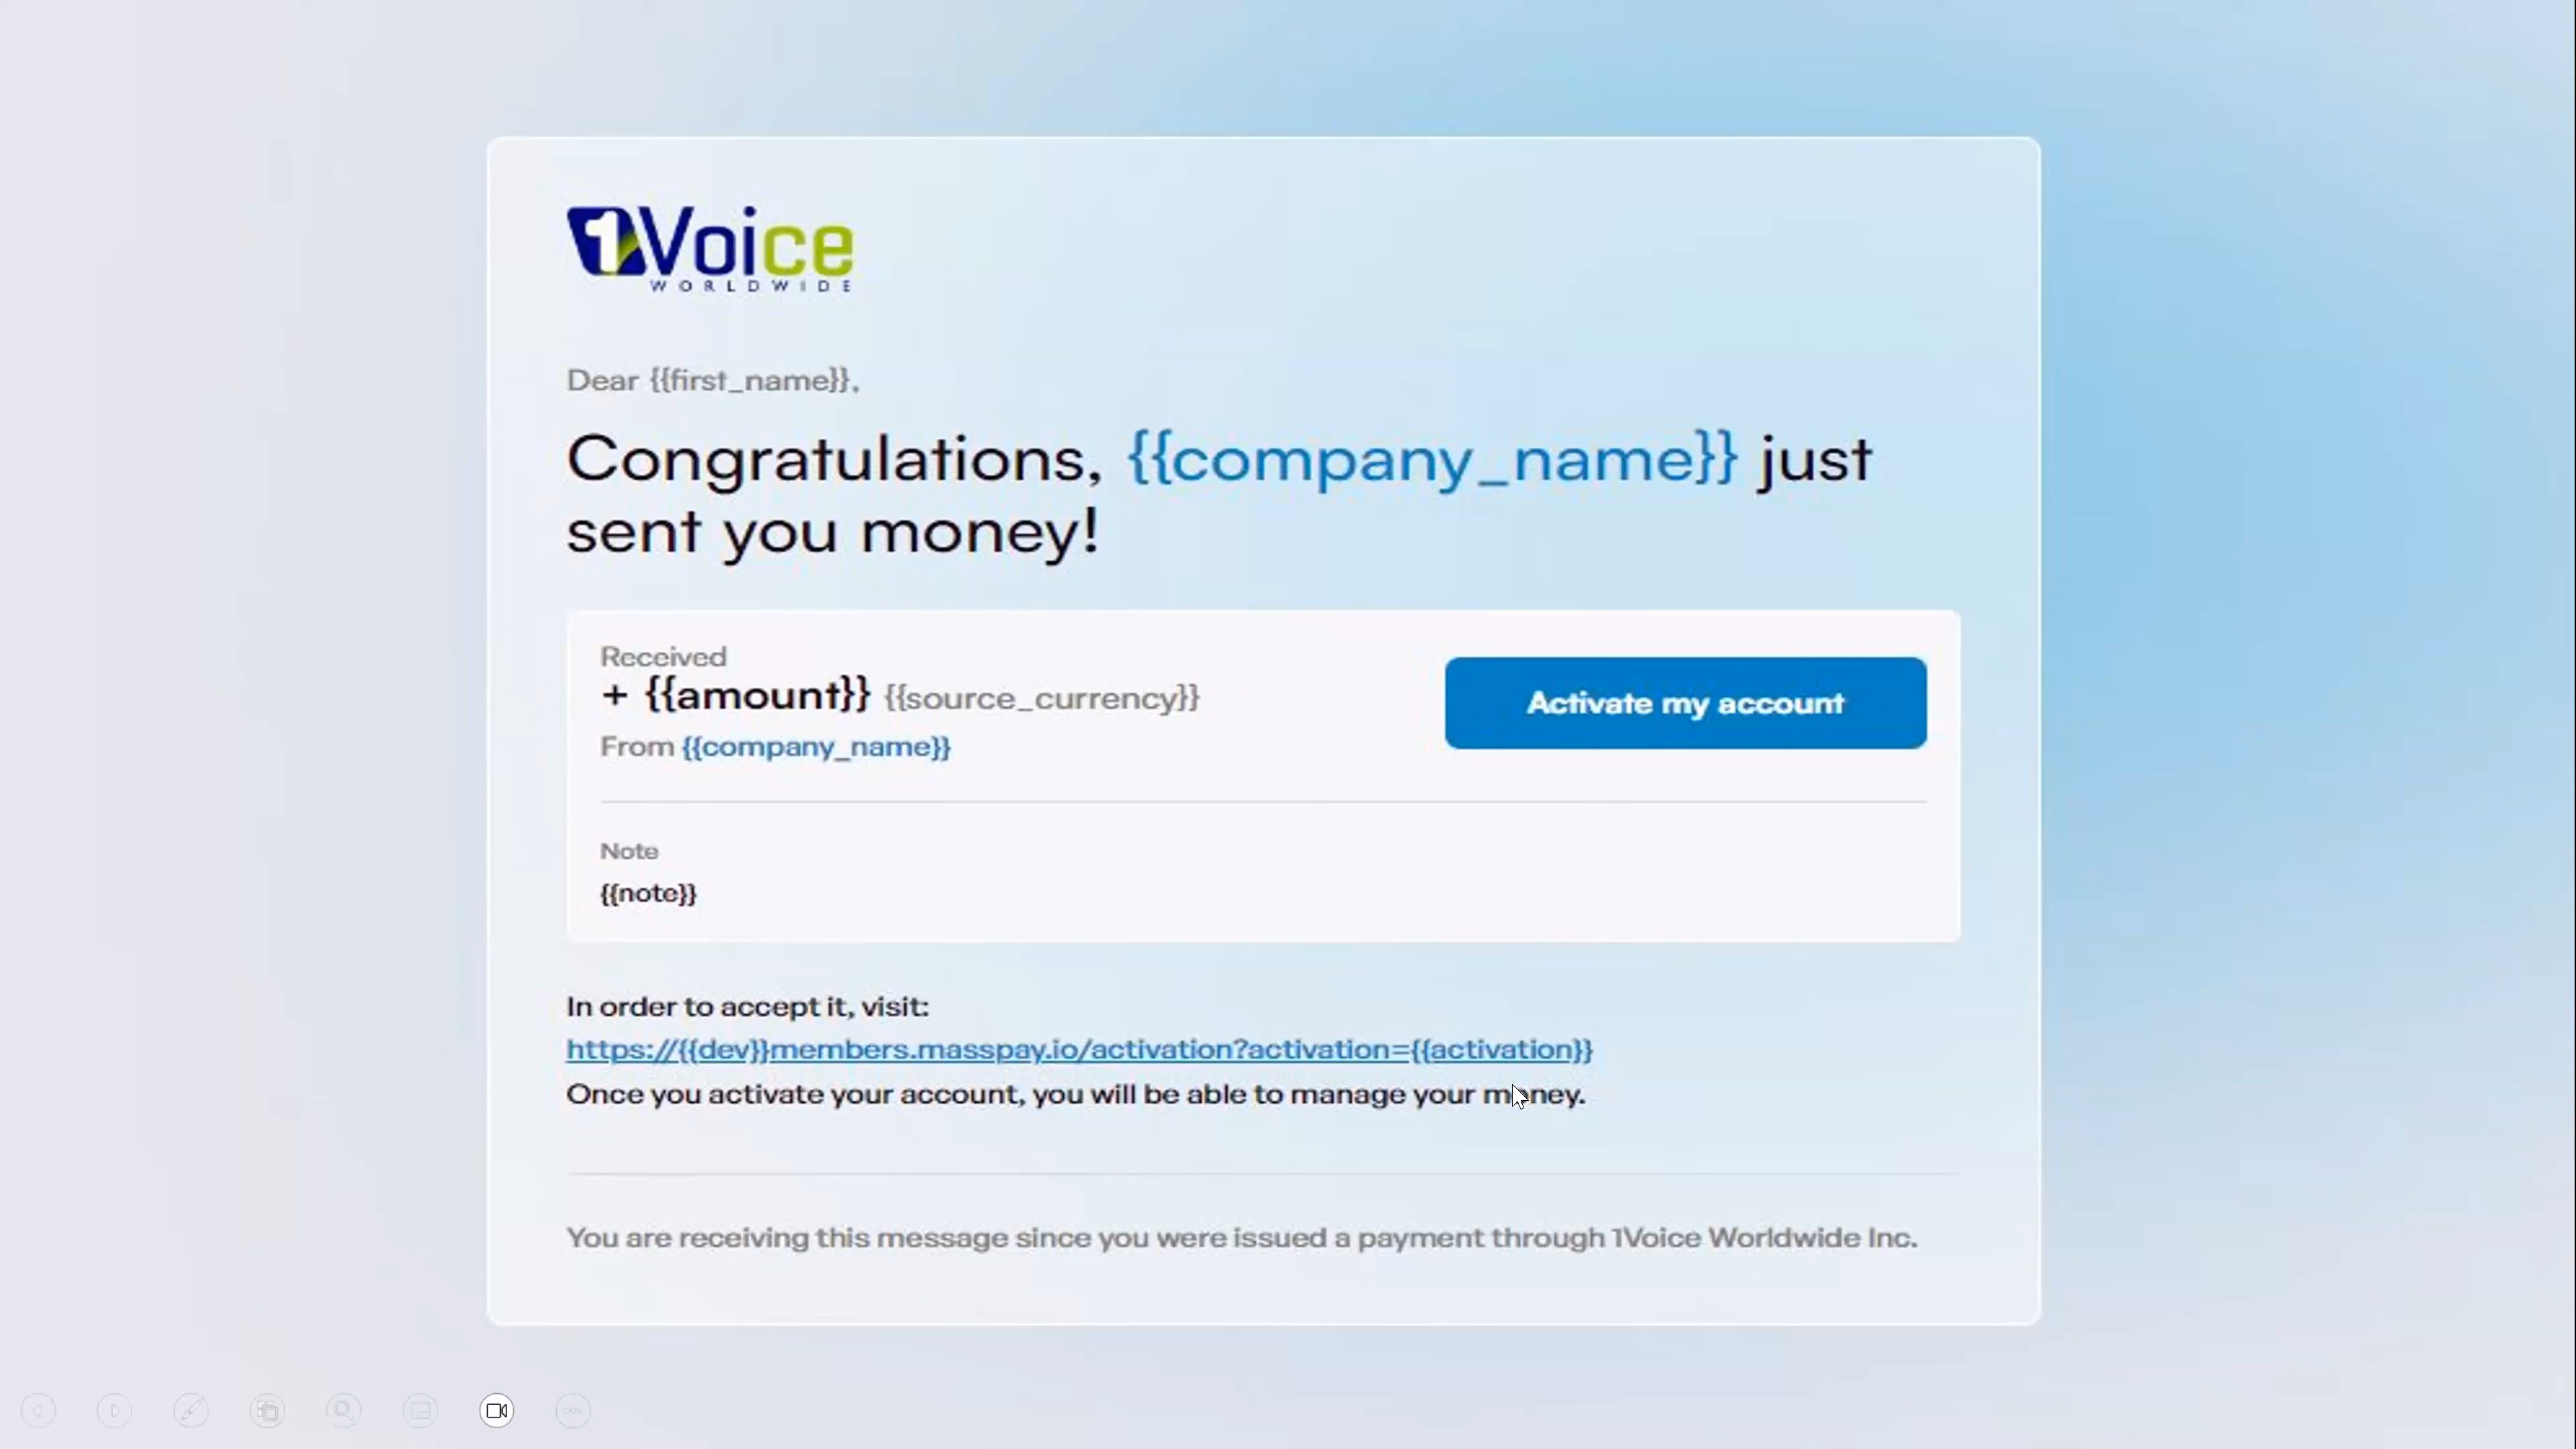 1Voice
WORLDWIDE
Dear {{first_name}},
Congratulations, {{company_name}} just
sent you money!
Received
+ {{amount}} {{source_currency}}
From {{company_name}}
Activate my account
Note
{{note}}
In order to accept it, visit:
https://{{dev}}members.masspay.io/activation?activation={{activation}}
Once you activate your account, you will be able to manage your money.
You are receiving this message since you were issued a payment through 1Voice Worldwide Inc.